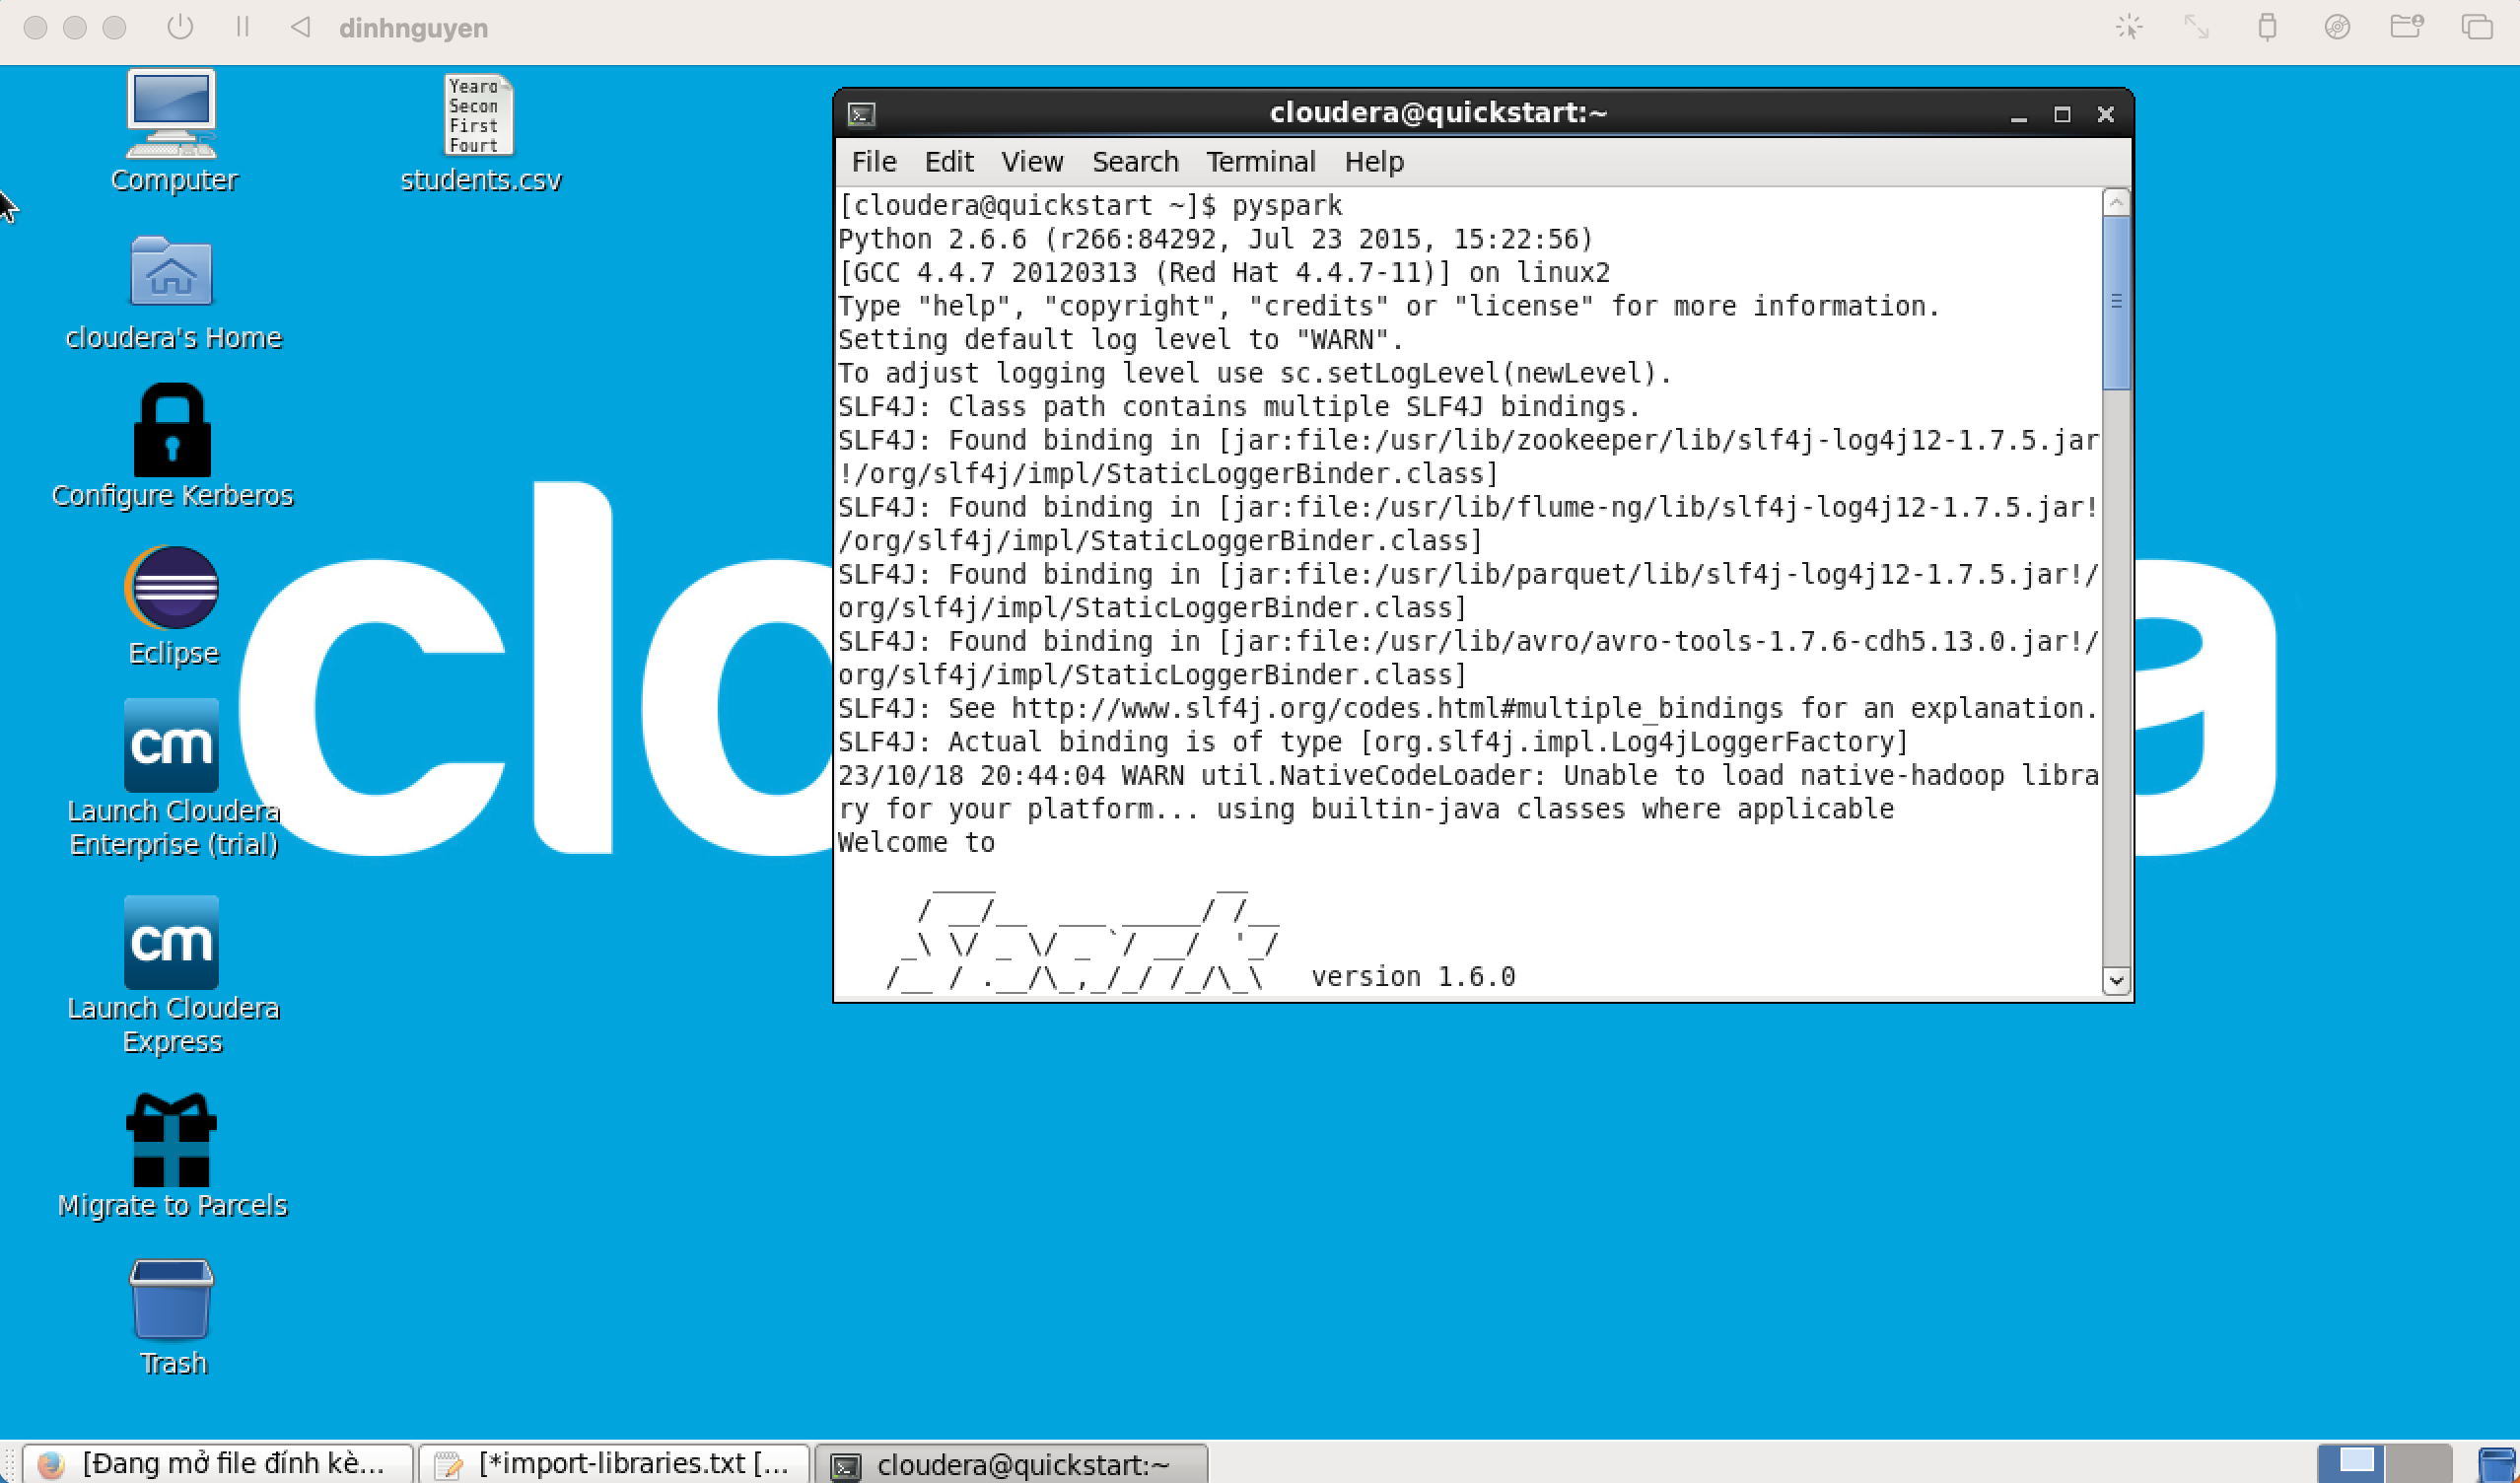 dinhnguyen
Computer
Yearo
Secon
First
Fourt
students.csv
cloudera's Home
Configure Kerberos
Eclipse
cm
Launch Cloudera
Enterprise (trial)
cm
Launch Cloudera
Express
Migrate to Parcels
Trash
clo
a
cloudera@quickstart:~
File Edit View Search Terminal Help
[cloudera@quickstart ~]$ pyspark
Python 2.6.6 (r266:84292, Jul 23 2015, 15:22:56)
[GCC 4.4.7 20120313 (Red Hat 4.4.7-11)] on linux2
Type "help", "copyright", "credits" or "license" for more information.
Setting default log level to "WARN".
To adjust logging level use sc.setLogLevel(newLevel).
SLF4J: Class path contains multiple SLF4J bindings.
SLF4J: Found binding in [jar:file:/usr/lib/zookeeper/lib/slf4j-log4j12-1.7.5.jar
!/org/slf4j/impl/StaticLoggerBinder.class]
SLF4J: Found binding in [jar:file:/usr/lib/flume-ng/lib/slf4j-log4j12-1.7.5.jar!
/org/slf4j/impl/StaticLoggerBinder.class]
SLF4J: Found binding in [jar:file:/usr/lib/parquet/lib/slf4j-log4j12-1.7.5.jar!/
org/slf4j/impl/StaticLoggerBinder.class]
SLF4J: Found binding in [jar:file:/usr/lib/avro/avro-tools-1.7.6-cdh5.13.0.jar!/
org/slf4j/impl/StaticLoggerBinder.class]
SLF4J: See http://www.slf4j.org/codes.html#multiple_bindings for an explanation.
SLF4J: Actual binding is of type [org.slf4j.impl.Log4jLoggerFactory]
23/10/18 20:44:04 WARN util.NativeCodeLoader: Unable to load native-hadoop libra
ry for your platform... using builtin-java classes where applicable
Welcome to
Spark version 1.6.0
[Đang mở file đính kè...
[*import-libraries.txt [...
cloudera@quickstart:~